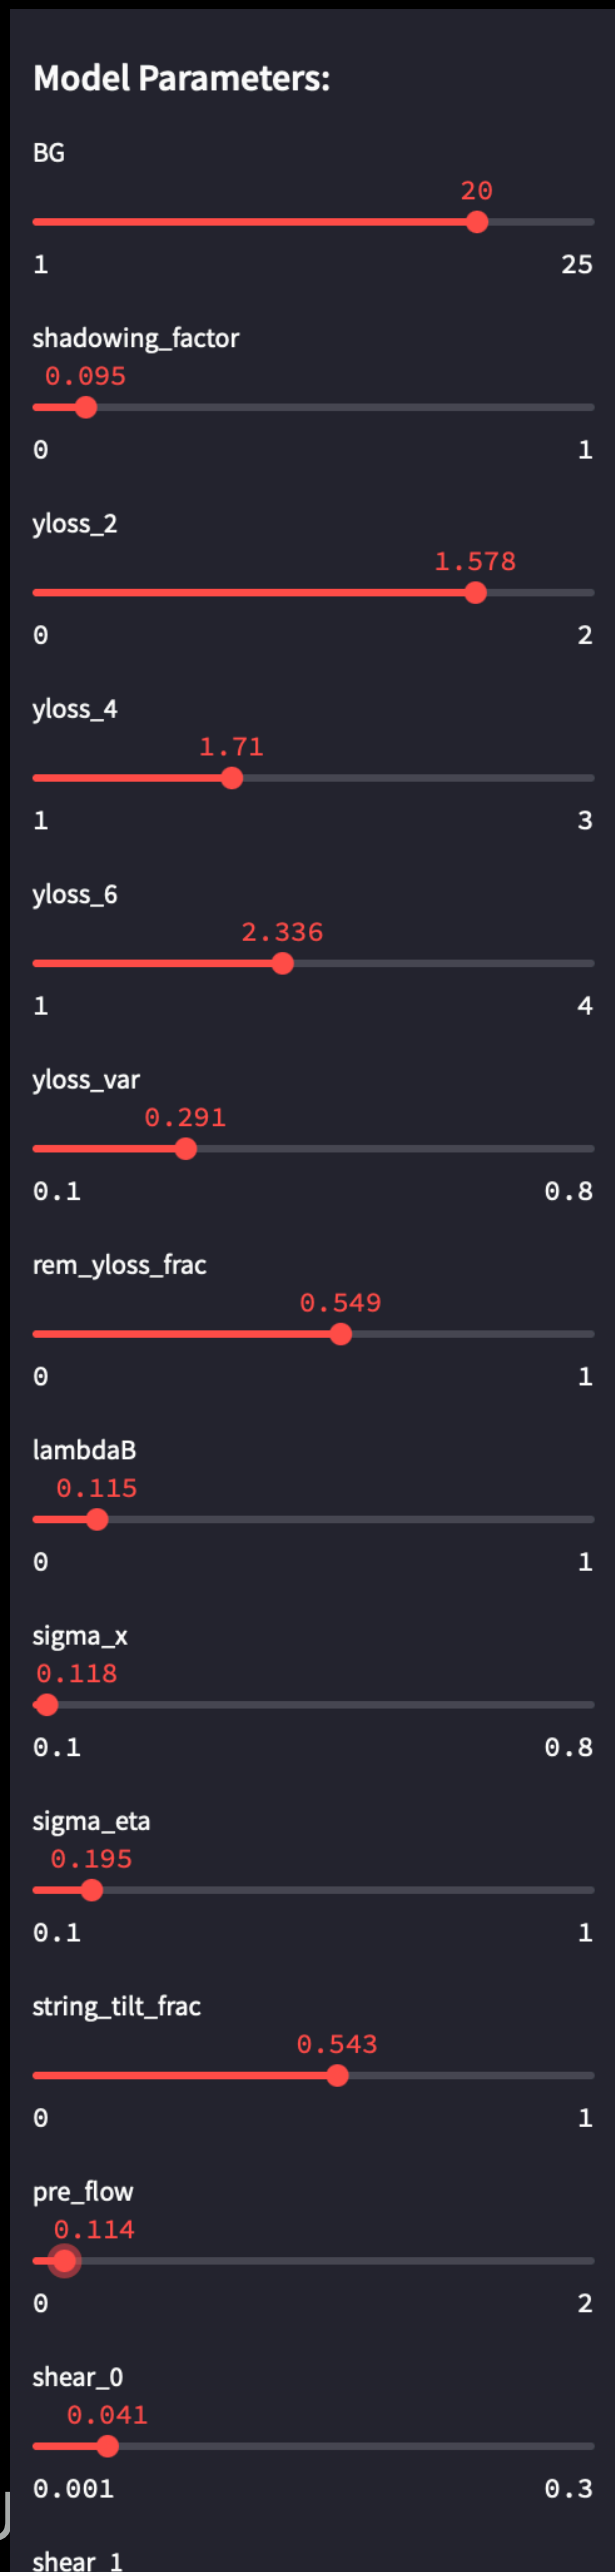 Model Parameters:
BG
20
1 25
shadowing_factor
0.095
0 1
yloss_2
1.578
0 2
yloss_4
1.71
1 3
yloss_6
2.336
1 4
yloss_var
0.291
0.1 0.8
rem_yloss_frac
0.549
0 1
lambdaB
0.115
0 1
sigma_x
0.118
0.1 0.8
sigma_eta
0.195
0.1 1
string_tilt_frac
0.543
0 1
pre_flow
0.114
0 2
shear_0
0.041
0.001 0.3
shear_1